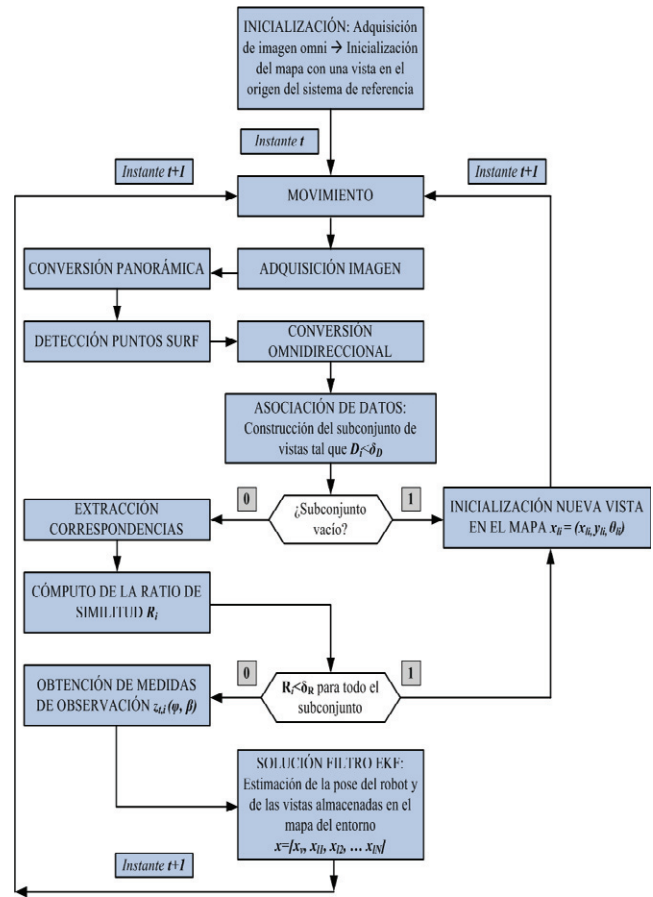 INICIALIZACIÓN: Adquisición
de imagen omni → Inicialización
del mapa con una vista en el
origen del sistema de referencia
Instante t
Instante t+1
Instante t+1
MOVIMIENTO
CONVERSIÓN PANORÁMICA
ADQUISICIÓN IMAGEN
DETECCIÓN PUNTOS SURF
CONVERSIÓN
OMNIDIRECCIONAL
ASOCIACIÓN DE DATOS:
Construcción del subconjunto de
vistas tal que D_i<δ_D
0
1
EXTRACCIÓN
CORRESPONDENCIAS
¿Subconjunto
vacío?
INICIALIZACIÓN NUEVA VISTA
EN EL MAPA x_li = (x_li, y_li, θ_li)
CÓMPUTO DE LA RATIO DE
SIMILITUD R_i
0
1
OBTENCIÓN DE MEDIDAS
DE OBSERVACIÓN z_t,i (φ, β)
R_i<δ_R para todo el
subconjunto
SOLUCIÓN FILTRO EKF:
Estimación de la pose del robot y
de las vistas almacenadas en el
mapa del entorno
x=[x_v, x_l1, x_l2, … x_lN]
Instante t+1